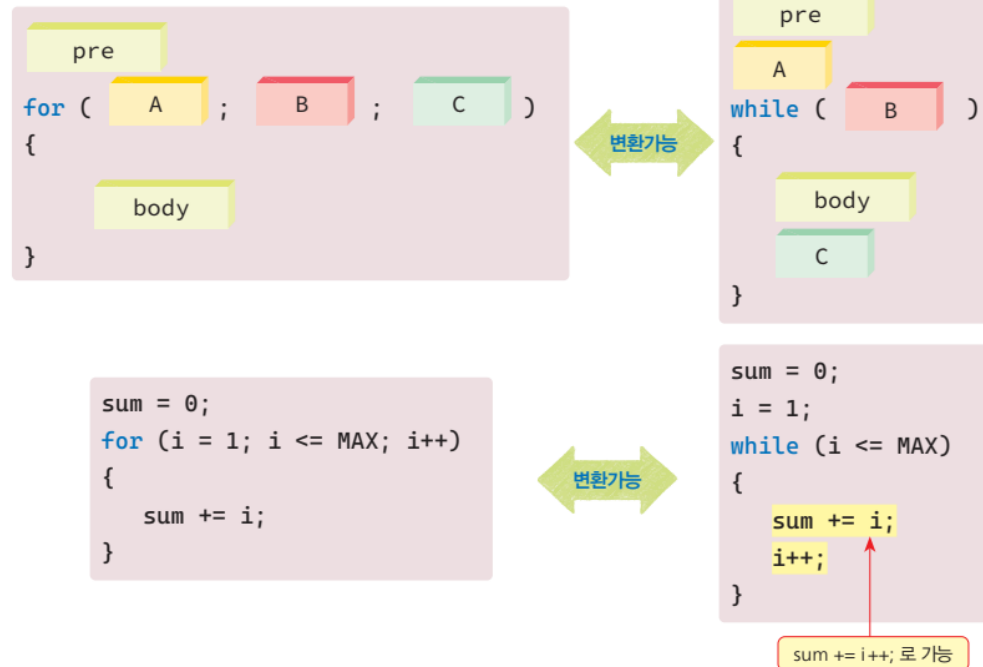 pre
for ( A ; B ; C )
{
body
}
변환가능
pre
A
while ( B )
{
body
C
}
sum = 0;
for (i = 1; i <= MAX; i++)
{
sum += i;
}
변환가능
sum = 0;
i = 1;
while (i <= MAX)
{
sum += i;
i++;
}
sum += i++; 로 가능